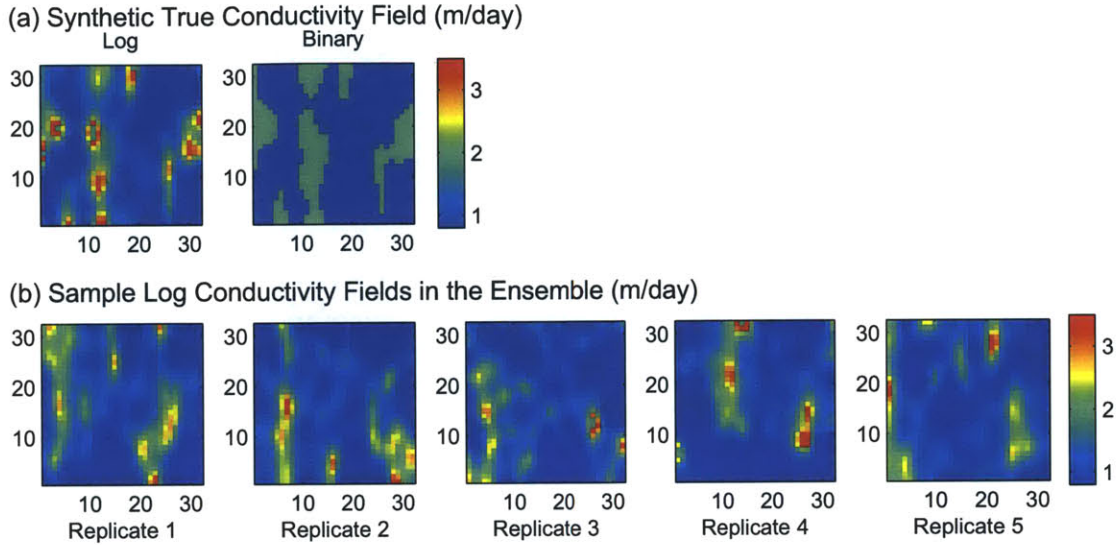 (a) Synthetic True Conductivity Field (m/day)
Log Binary
30 30 3
20 20 2
10 10 1
10 20 30 10 20 30
(b) Sample Log Conductivity Fields in the Ensemble (m/day)
30 30 30 30 30 3
20 20 20 20 20 2
10 10 10 10 10 1
10 20 30 10 20 30 10 20 30 10 20 30 10 20 30
Replicate 1 Replicate 2 Replicate 3 Replicate 4 Replicate 5